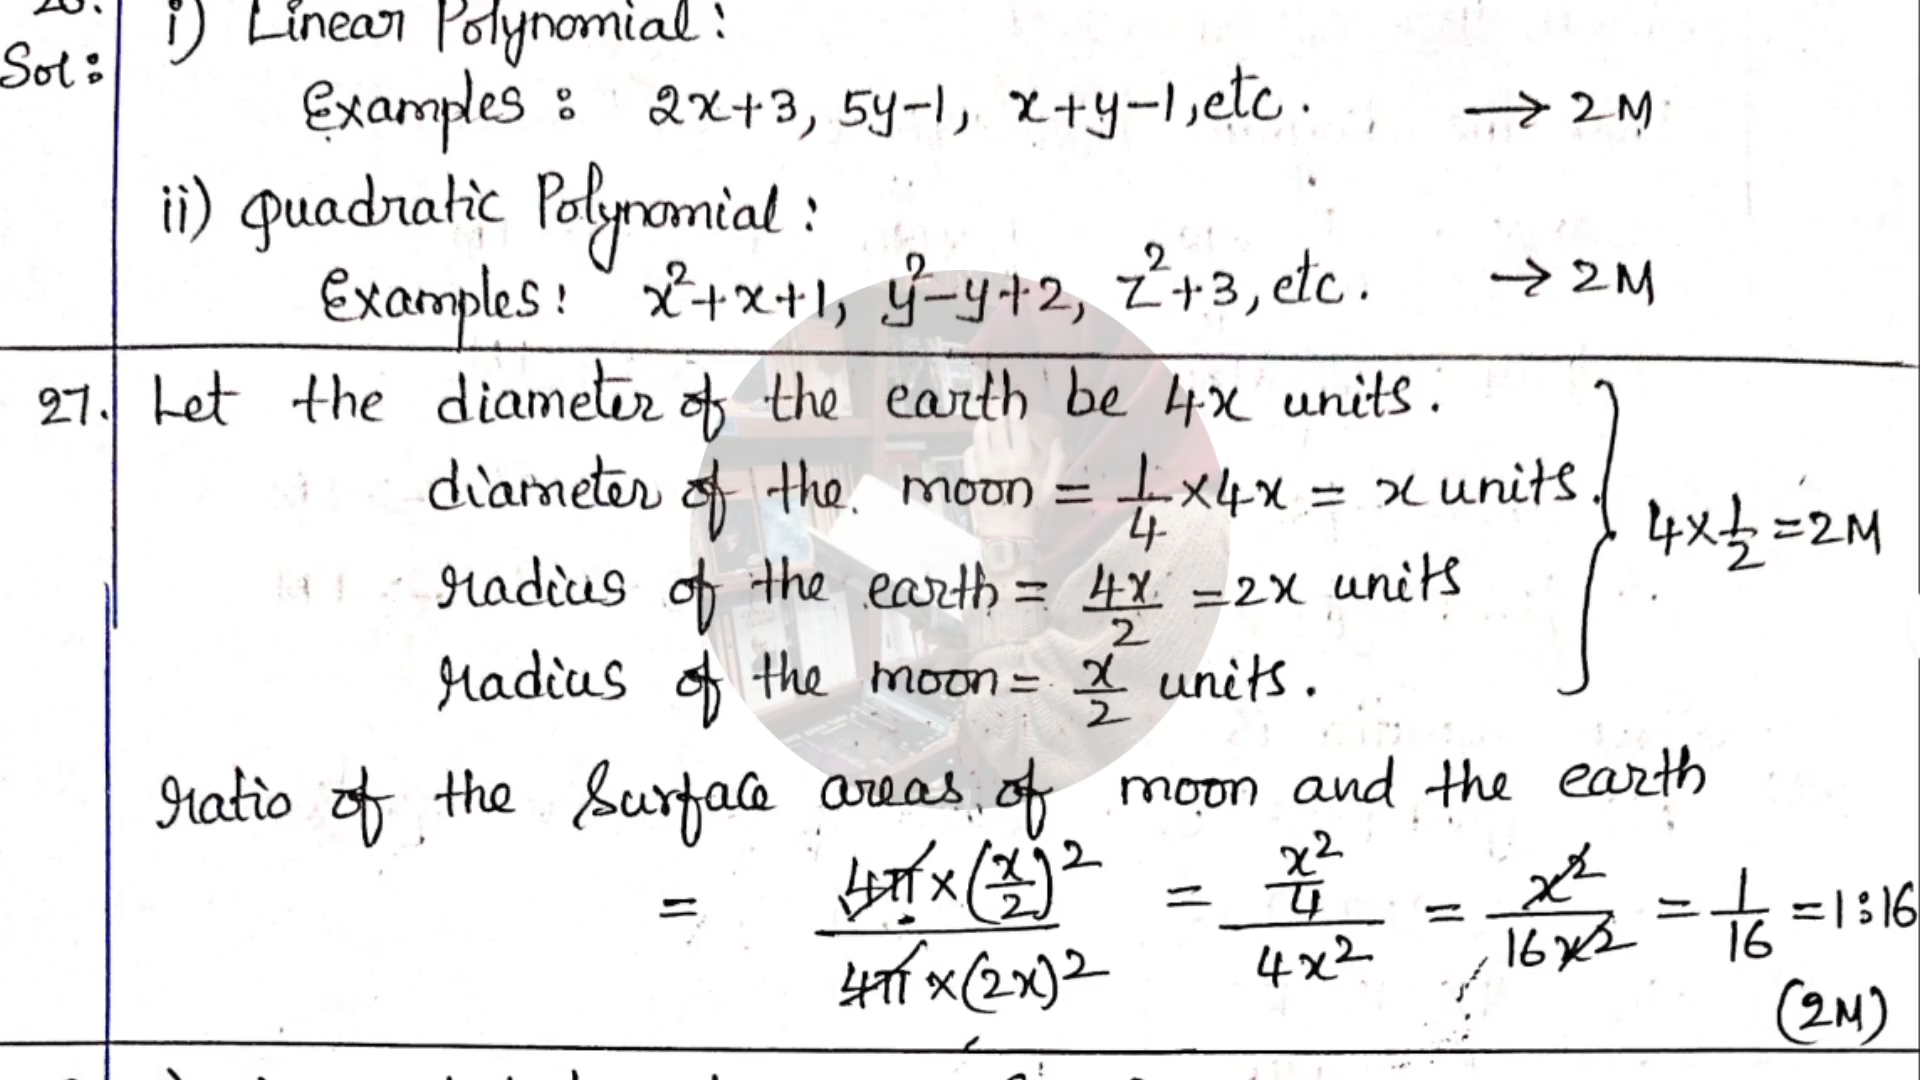 i) Linear Polynomial:
Sol:
Examples: 2x+3, 5y-1, x+y-1, etc. → 2M
ii) quadratic Polynomial:
Examples: x²+x+1, y²-y+2, z²+3, etc. → 2M
27. Let the diameter of the earth be 4x units.
diameter of the moon = 1/4 × 4x = x units.
4×1/2 = 2M
radius of the earth = 4x/2 = 2x units
radius of the moon = x/2 units.
ratio of the surface areas of moon and the earth
= 4π×(x/2)² / 4π×(2x)² = x²/4 / 4x² = x²/16x² = 1/16 = 1:16
(2M)